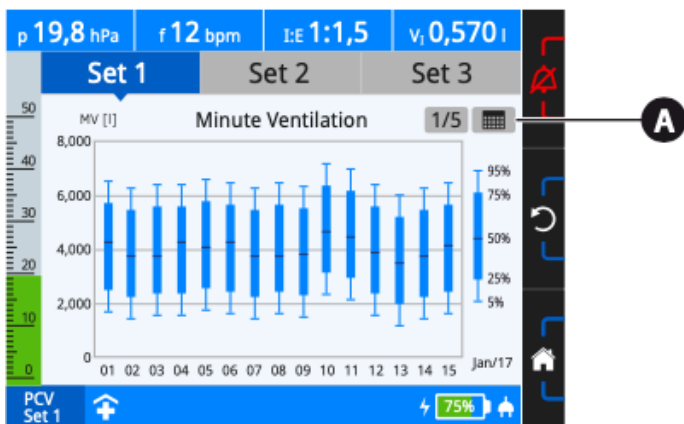 p 19,8 hPa f 12 bpm I:E 1:1,5 VI 0,570 l
Set 1 Set 2 Set 3
MV [l] Minute Ventilation 1/5
A
50
40
30
20
10
0
8,000
6,000
4,000
2,000
0
95%
75%
50%
25%
5%
01 02 03 04 05 06 07 08 09 10 11 12 13 14 15 Jan/17
PCV
Set 1
75%